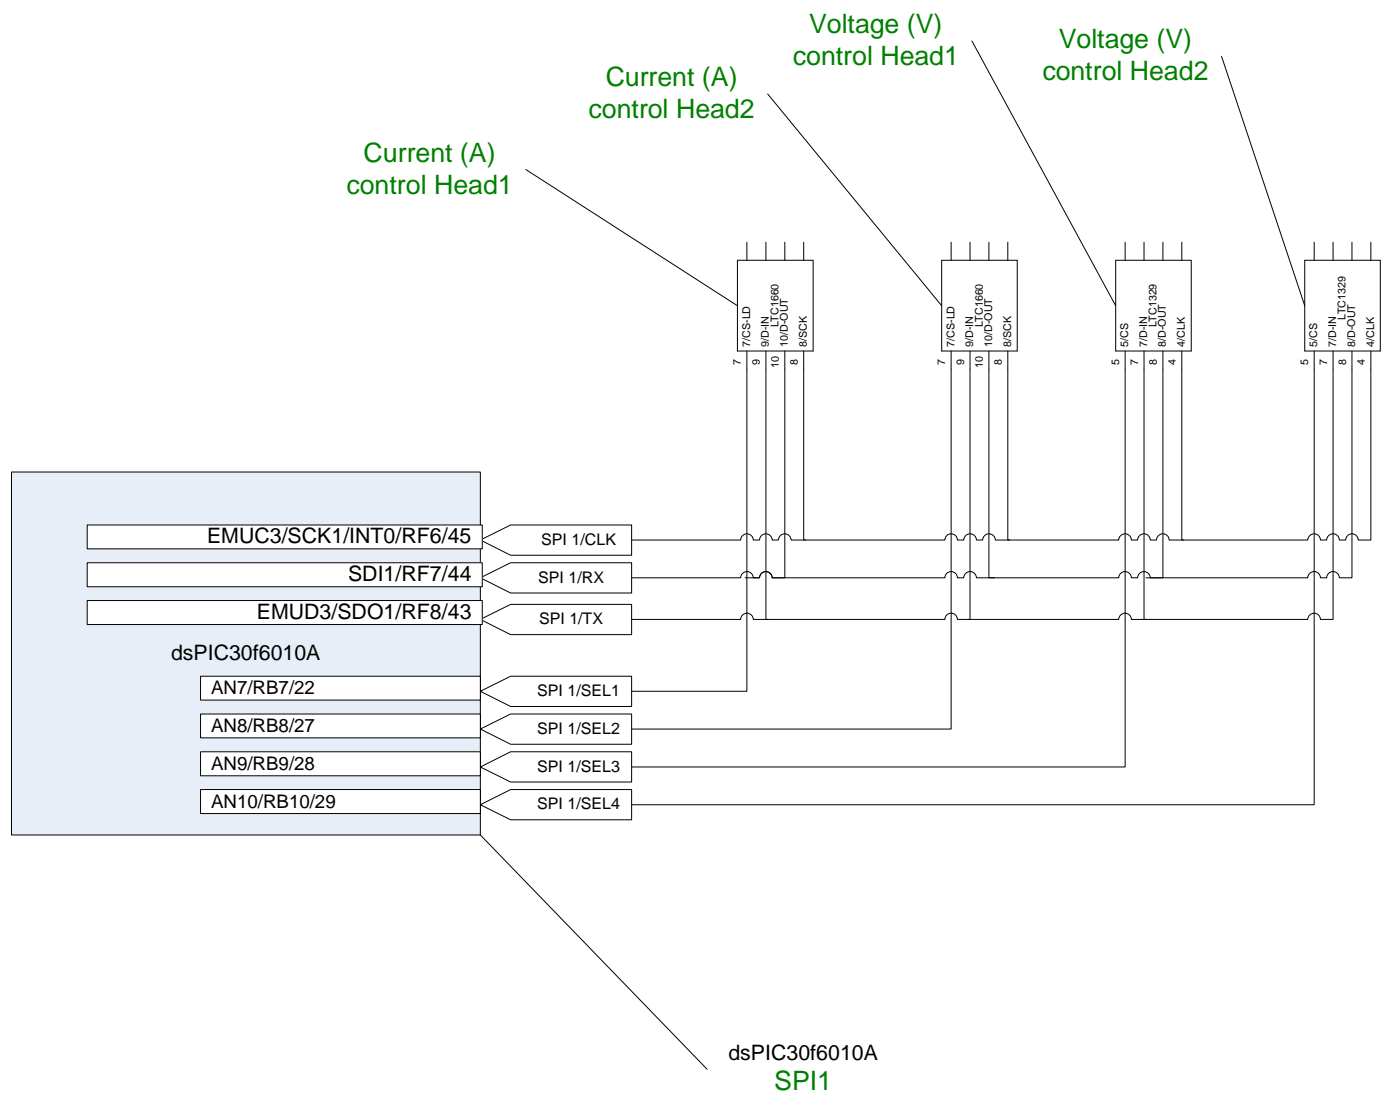 Voltage (V)
control Head1
Voltage (V)
control Head2
Current (A)
control Head2
Current (A)
control Head1
7/CS-LD
9/D-IN
LTC1660
10/D-OUT
8/SCK
7
9
10
8
7/CS-LD
9/D-IN
LTC1660
10/D-OUT
8/SCK
7
9
10
8
5/CS
7/D-IN
LTC1329
8/D-OUT
4/CLK
5
7
8
4
5/CS
7/D-IN
LTC1329
8/D-OUT
4/CLK
5
7
8
4
EMUC3/SCK1/INT0/RF6/45
SPI 1/CLK
SDI1/RF7/44
SPI 1/RX
EMUD3/SDO1/RF8/43
SPI 1/TX
dsPIC30f6010A
AN7/RB7/22
SPI 1/SEL1
AN8/RB8/27
SPI 1/SEL2
AN9/RB9/28
SPI 1/SEL3
AN10/RB10/29
SPI 1/SEL4
dsPIC30f6010A
SPI1